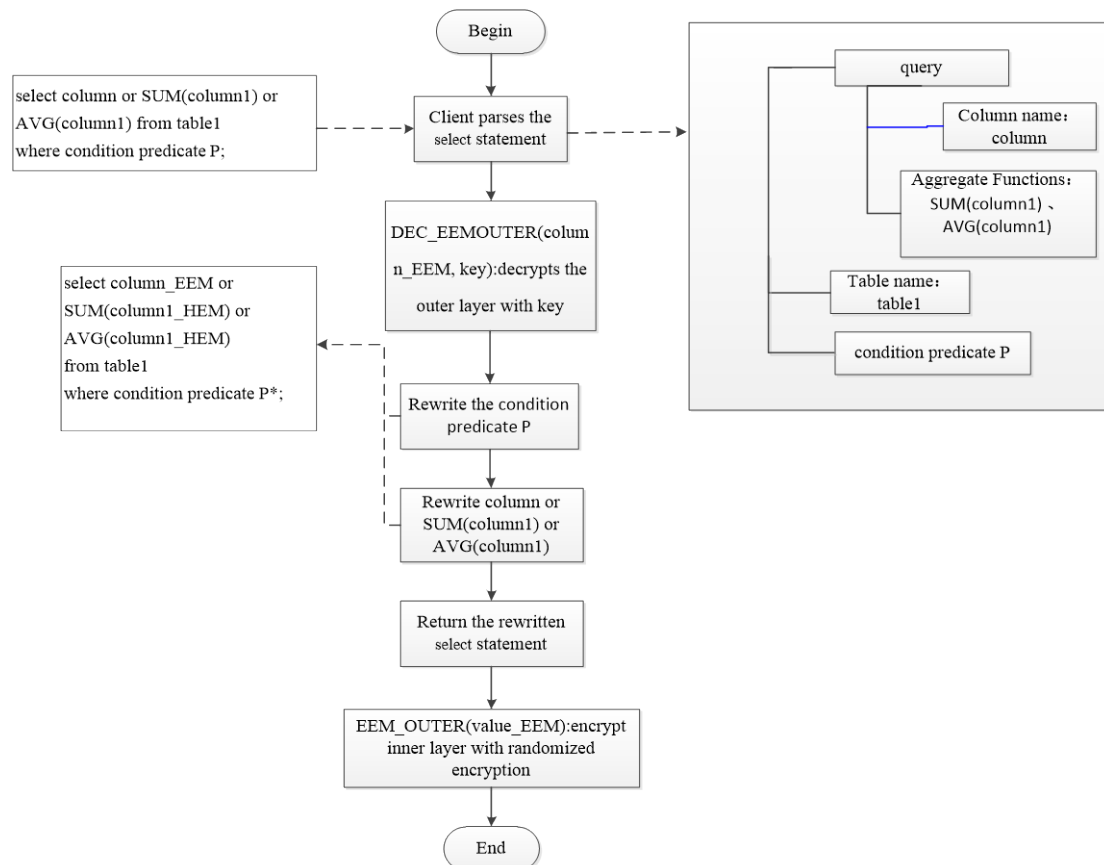 Begin
select column or SUM(column1) or
AVG(column1) from table1
where condition predicate P;
Client parses the
select statement
query
Column name：
column
Aggregate Functions：
SUM(column1) 、
AVG(column1)
Table name：
table1
condition predicate P
DEC_EEMOUTER(colum
n_EEM, key):decrypts the
outer layer with key
select column_EEM or
SUM(column1_HEM) or
AVG(column1_HEM)
from table1
where condition predicate P*;
Rewrite the condition
predicate P
Rewrite column or
SUM(column1) or
AVG(column1)
Return the rewritten
select statement
EEM_OUTER(value_EEM):encrypt
inner layer with randomized
encryption
End